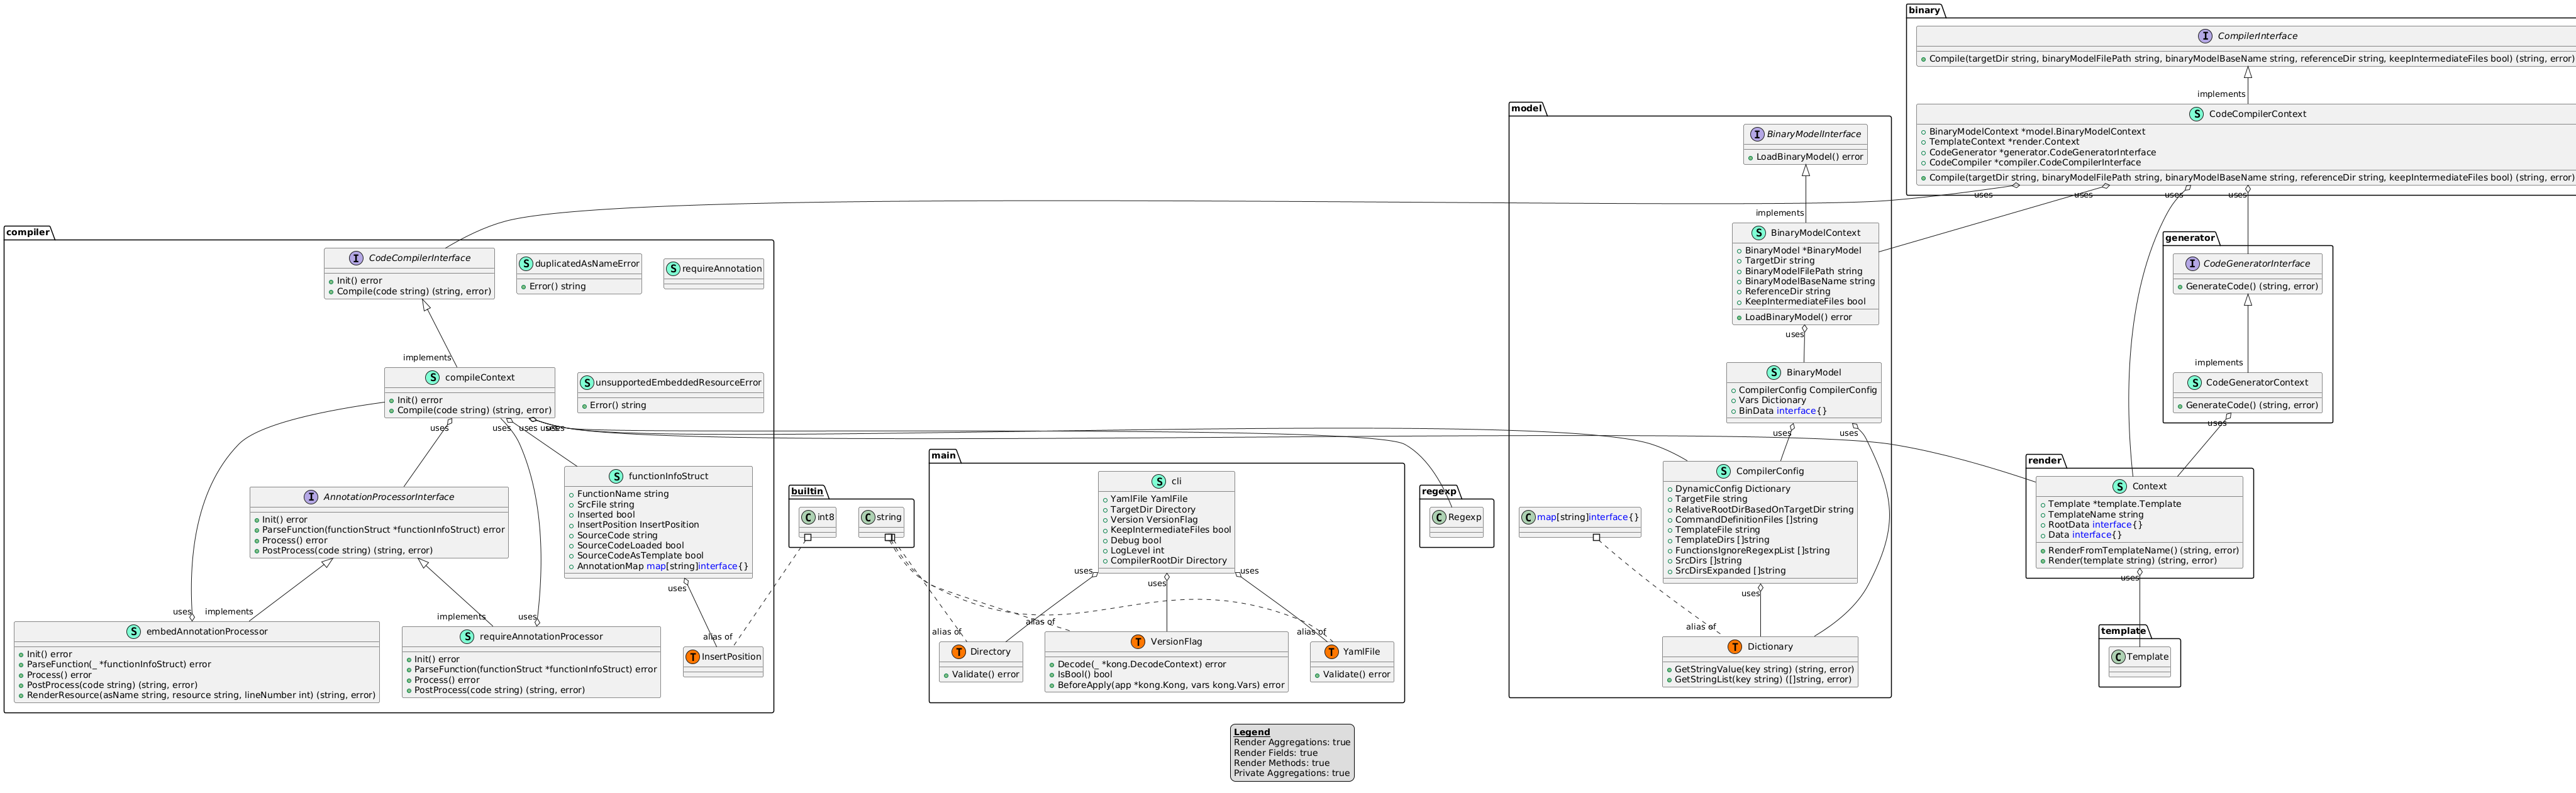 binary
CompilerInterface
Compile(targetDir string, binaryModelFilePath string, binaryModelBaseName string, referenceDir string, keepIntermediateFiles bool) (string, error)
implements
CodeCompilerContext
BinaryModelContext *model.BinaryModelContext
TemplateContext *render.Context
CodeGenerator *generator.CodeGeneratorInterface
CodeCompiler *compiler.CodeCompilerInterface
Compile(targetDir string, binaryModelFilePath string, binaryModelBaseName string, referenceDir string, keepIntermediateFiles bool) (string, error)
uses
uses
uses
uses
model
BinaryModelInterface
LoadBinaryModel() error
implements
BinaryModelContext
BinaryModel *BinaryModel
TargetDir string
BinaryModelFilePath string
BinaryModelBaseName string
ReferenceDir string
KeepIntermediateFiles bool
LoadBinaryModel() error
uses
BinaryModel
CompilerConfig CompilerConfig
Vars Dictionary
BinData interface{}
uses
uses
CompilerConfig
DynamicConfig Dictionary
TargetFile string
RelativeRootDirBasedOnTargetDir string
CommandDefinitionFiles []string
TemplateFile string
TemplateDirs []string
FunctionsIgnoreRegexpList []string
SrcDirs []string
SrcDirsExpanded []string
uses
map[string]interface{}
alias of
Dictionary
GetStringValue(key string) (string, error)
GetStringList(key string) ([]string, error)
generator
CodeGeneratorInterface
GenerateCode() (string, error)
implements
CodeGeneratorContext
GenerateCode() (string, error)
uses
render
Context
Template *template.Template
TemplateName string
RootData interface{}
Data interface{}
RenderFromTemplateName() (string, error)
Render(template string) (string, error)
uses
template
Template
compiler
CodeCompilerInterface
Init() error
Compile(code string) (string, error)
duplicatedAsNameError
Error() string
requireAnnotation
implements
compileContext
Init() error
Compile(code string) (string, error)
unsupportedEmbeddedResourceError
Error() string
uses
uses
uses
uses
AnnotationProcessorInterface
Init() error
ParseFunction(functionStruct *functionInfoStruct) error
Process() error
PostProcess(code string) (string, error)
functionInfoStruct
FunctionName string
SrcFile string
Inserted bool
InsertPosition InsertPosition
SourceCode string
SourceCodeLoaded bool
SourceCodeAsTemplate bool
AnnotationMap map[string]interface{}
uses
uses
implements
implements
uses
alias of
embedAnnotationProcessor
Init() error
ParseFunction(_ *functionInfoStruct) error
Process() error
PostProcess(code string) (string, error)
RenderResource(asName string, resource string, lineNumber int) (string, error)
requireAnnotationProcessor
Init() error
ParseFunction(functionStruct *functionInfoStruct) error
Process() error
PostProcess(code string) (string, error)
InsertPosition
builtin
int8
string
main
cli
YamlFile YamlFile
TargetDir Directory
Version VersionFlag
KeepIntermediateFiles bool
Debug bool
LogLevel int
CompilerRootDir Directory
uses
uses
uses
alias of
alias of
alias of
Directory
Validate() error
VersionFlag
Decode(_ *kong.DecodeContext) error
IsBool() bool
BeforeApply(app *kong.Kong, vars kong.Vars) error
YamlFile
Validate() error
regexp
Regexp
Legend
Render Aggregations: true
Render Fields: true
Render Methods: true
Private Aggregations: true